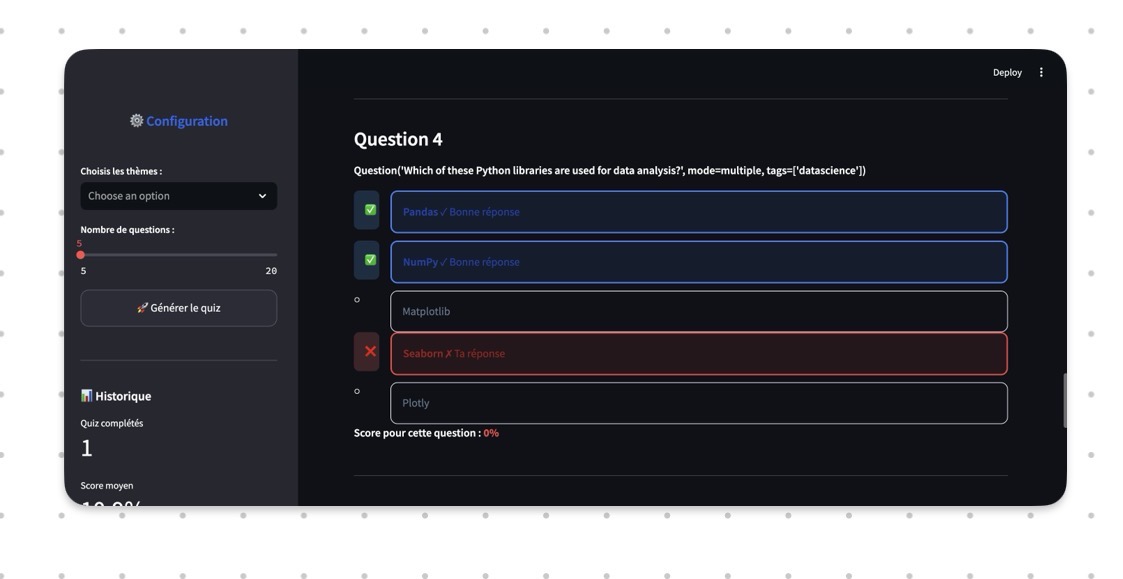 Deploy
Configuration
Choisis les thèmes :
Choose an option
Nombre de questions :
5
5 20
Générer le quiz
Historique
Quiz complétés
1
Score moyen
Question 4
Question('Which of these Python libraries are used for data analysis?', mode=multiple, tags=['datascience'])
Pandas ✓ Bonne réponse
NumPy ✓ Bonne réponse
Matplotlib
Seaborn ✗ Ta réponse
Plotly
Score pour cette question : 0%